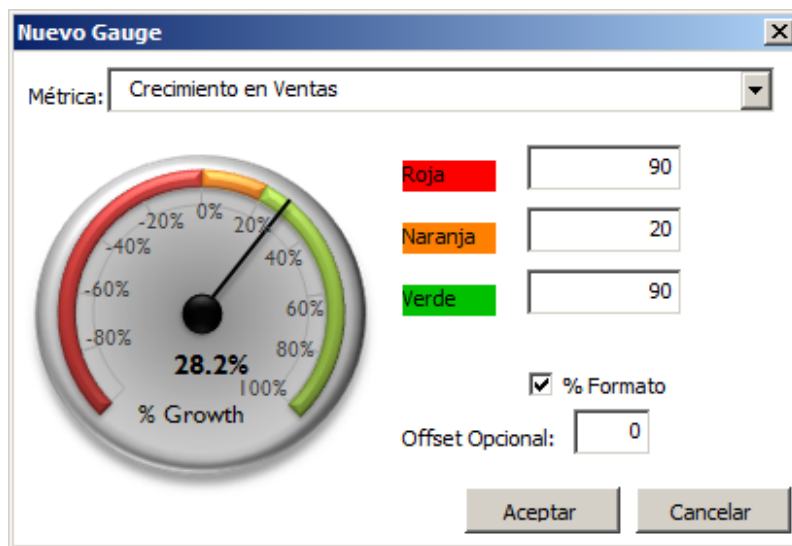 Nuevo Gauge
Métrica: Crecimiento en Ventas
Roja 90
Naranja 20
Verde 90
-80%
-60%
-40%
-20%
0%
20%
40%
60%
80%
100%
28.2%
% Growth
% Formato
Offset Opcional: 0
Aceptar Cancelar